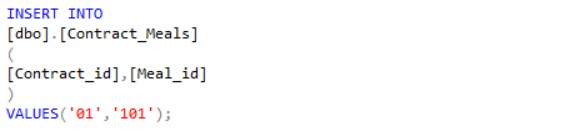 INSERT INTO
[dbo].[Contract_Meals]
(
[Contract_id],[Meal_id]
)
VALUES('01','101');